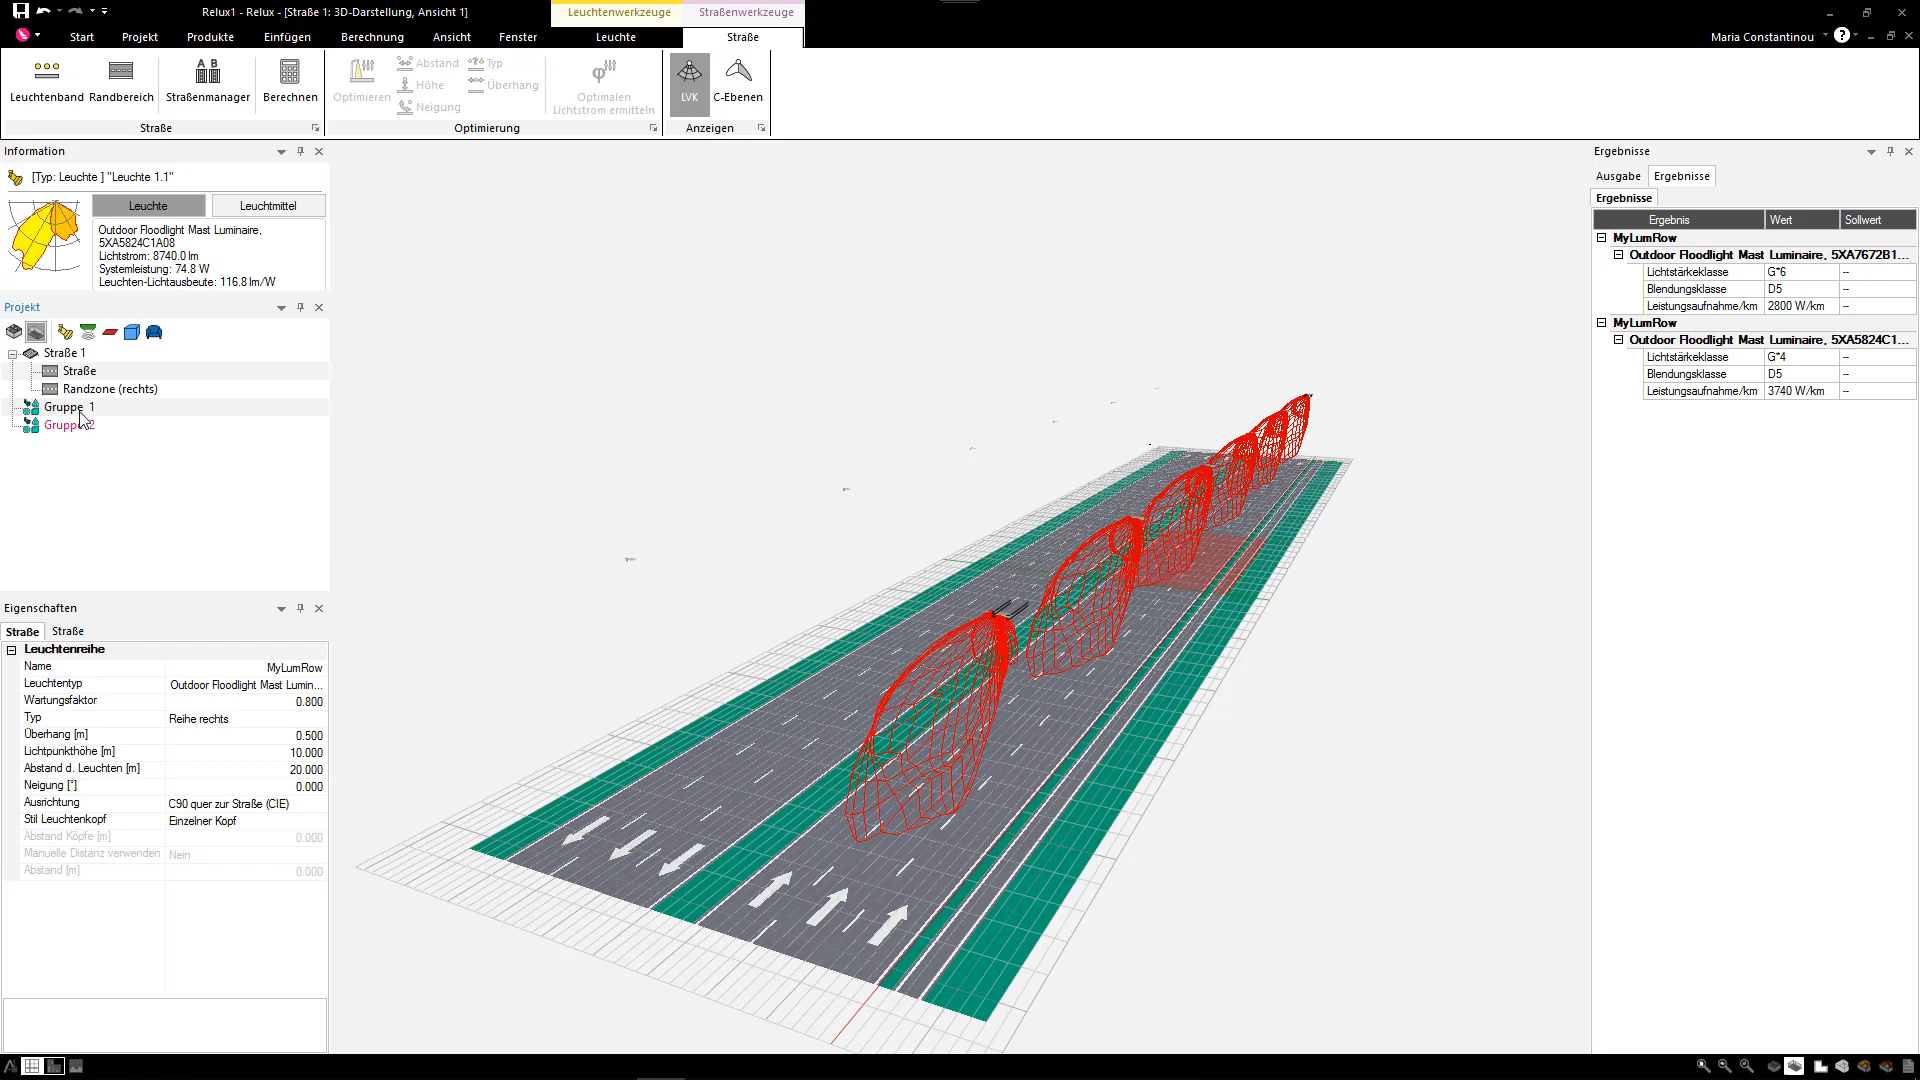 Relux1 - Relux - [Straße 1: 3D-Darstellung, Ansicht 1]
Leuchtenwerkzeuge
Straßenwerkzeuge
Start
Projekt
Produkte
Einfügen
Berechnung
Ansicht
Fenster
Leuchte
Straße
Maria Constantinou
?
Leuchtenband
Randbereich
A B
Straßenmanager
Berechnen
Optimieren
Abstand
Höhe
Neigung
Typ
Überhang
Optimalen
Lichtstrom ermitteln
LVK
C-Ebenen
Straße
Optimierung
Anzeigen
Information
[Typ: Leuchte ] "Leuchte 1.1"
Leuchte
Leuchtmittel
Outdoor Floodlight Mast Luminaire,
5XA5824C1A08
Lichtstrom: 8740.0 lm
Systemleistung: 74.8 W
Leuchten-Lichtausbeute: 116.8 lm/W
Projekt
Straße 1
Straße
Randzone (rechts)
Gruppe 1
Gruppe 2
Eigenschaften
Straße
Straße
Leuchtenreihe
Name MyLumRow
Leuchtentyp Outdoor Floodlight Mast Lumin...
Wartungsfaktor 0.800
Typ Reihe rechts
Überhang [m] 0.500
Lichtpunkthöhe [m] 10.000
Abstand d. Leuchten [m] 20.000
Neigung [°] 0.000
Ausrichtung C90 quer zur Straße (CIE)
Stil Leuchtenkopf Einzelner Kopf
Abstand Köpfe [m] 0.000
Manuelle Distanz verwenden Nein
Abstand [m] 0.000
Ergebnisse
Ausgabe
Ergebnisse
Ergebnisse
Ergebnis Wert Sollwert
MyLumRow
Outdoor Floodlight Mast Luminaire, 5XA7672B1...
Lichtstärkeklasse G*6 --
Blendungsklasse D5 --
Leistungsaufnahme/km 2800 W/km --
MyLumRow
Outdoor Floodlight Mast Luminaire, 5XA5824C1...
Lichtstärkeklasse G*4 --
Blendungsklasse D5 --
Leistungsaufnahme/km 3740 W/km --